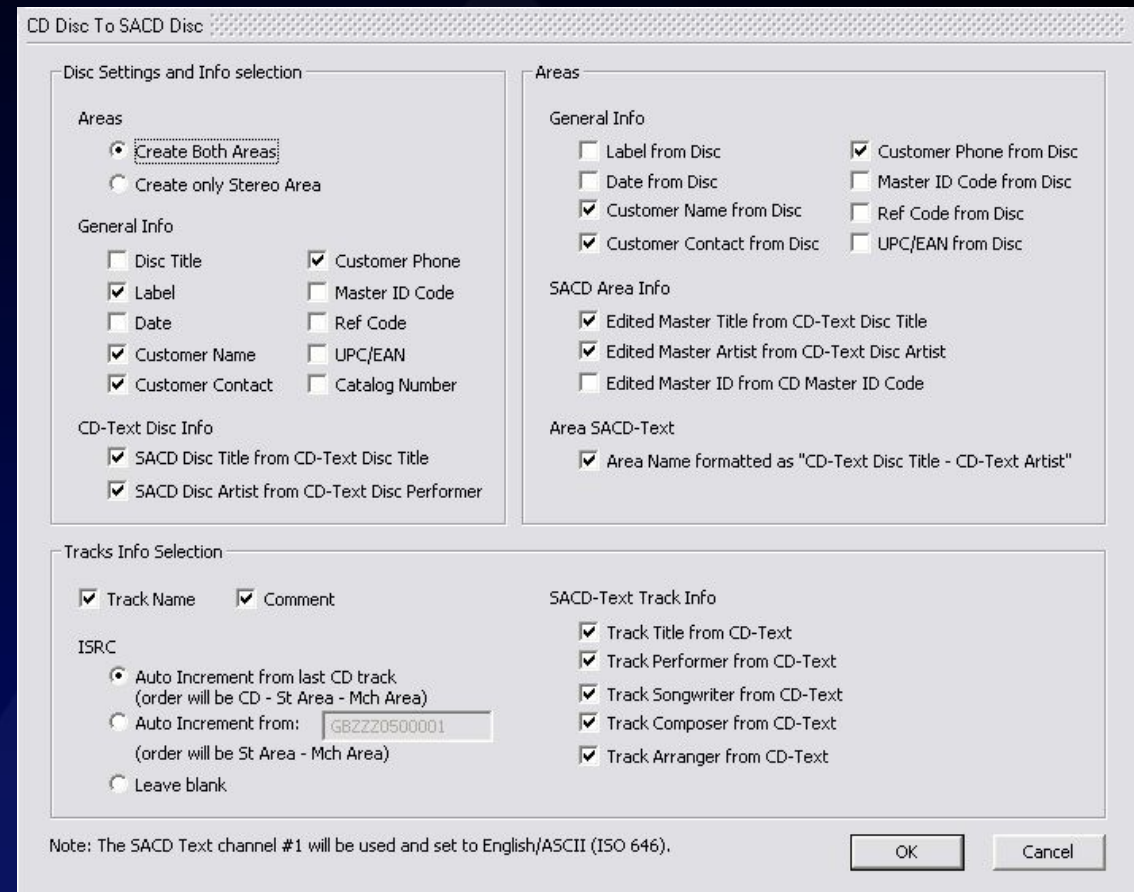 CD Disc To SACD Disc
Disc Settings and Info selection
Areas
Create Both Areas
Create only Stereo Area
General Info
Disc Title
Customer Phone
Label
Master ID Code
Date
Ref Code
Customer Name
UPC/EAN
Customer Contact
Catalog Number
CD-Text Disc Info
SACD Disc Title from CD-Text Disc Title
SACD Disc Artist from CD-Text Disc Performer
Areas
General Info
Label from Disc
Customer Phone from Disc
Date from Disc
Master ID Code from Disc
Customer Name from Disc
Ref Code from Disc
Customer Contact from Disc
UPC/EAN from Disc
SACD Area Info
Edited Master Title from CD-Text Disc Title
Edited Master Artist from CD-Text Disc Artist
Edited Master ID from CD Master ID Code
Area SACD-Text
Area Name formatted as "CD-Text Disc Title - CD-Text Artist"
Tracks Info Selection
Track Name
Comment
ISRC
Auto Increment from last CD track
(order will be CD - St Area - Mch Area)
Auto Increment from:
GBZZZ0500001
(order will be St Area - Mch Area)
Leave blank
SACD-Text Track Info
Track Title from CD-Text
Track Performer from CD-Text
Track Songwriter from CD-Text
Track Composer from CD-Text
Track Arranger from CD-Text
Note: The SACD Text channel #1 will be used and set to English/ASCII (ISO 646).
OK
Cancel